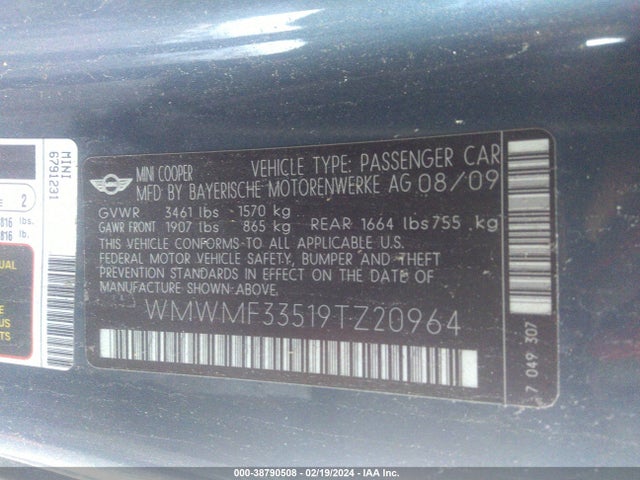 MINI
6791231
2
816 lbs.
816 lb.
MINI COOPER VEHICLE TYPE: PASSENGER CAR
MFD BY BAYERISCHE MOTORENWERKE AG 08/09
GVWR 3461 lbs 1570 kg
GAWR FRONT 1907 lbs 865 kg REAR 1664 lbs 755 kg
THIS VEHICLE CONFORMS TO ALL APPLICABLE U.S.
FEDERAL MOTOR VEHICLE SAFETY, BUMPER AND THEFT
PREVENTION STANDARDS IN EFFECT ON THE DATE OF
MANUFACTURE SHOWN ABOVE.
WMWMF33519TZ20964
7 049 307
000-38790508 - 02/19/2024 - IAA Inc.